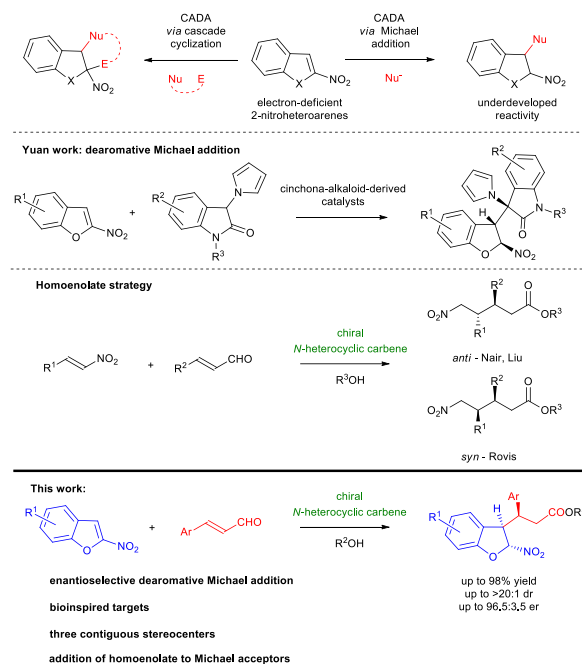 CADA
via cascade
cyclization
CADA
via Michael
addition
Nu
E
X
NO2
Nu E
X
NO2
electron-deficient
2-nitroheteroarenes
Nu-
Nu
X
NO2
underdeveloped
reactivity
Yuan work: dearomative Michael addition
R1
O
NO2
+
R2
N
N
O
R3
cinchona-alkaloid-derived
catalysts
R2
N
R1
H
N
R3
O
O
NO2
Homoenolate strategy
R1
NO2
+
R2
CHO
chiral
N-heterocyclic carbene
R3OH
R2
O
O2N
OR3
R1
anti - Nair, Liu
R2
O
O2N
OR3
R1
syn - Rovis
This work:
R1
O
NO2
+
Ar
CHO
chiral
N-heterocyclic carbene
R2OH
Ar
H
COOR
R1
O
NO2
enantioselective dearomative Michael addition
bioinspired targets
three contiguous stereocenters
addition of homoenolate to Michael acceptors
up to 98% yield
up to >20:1 dr
up to 96.5:3.5 er